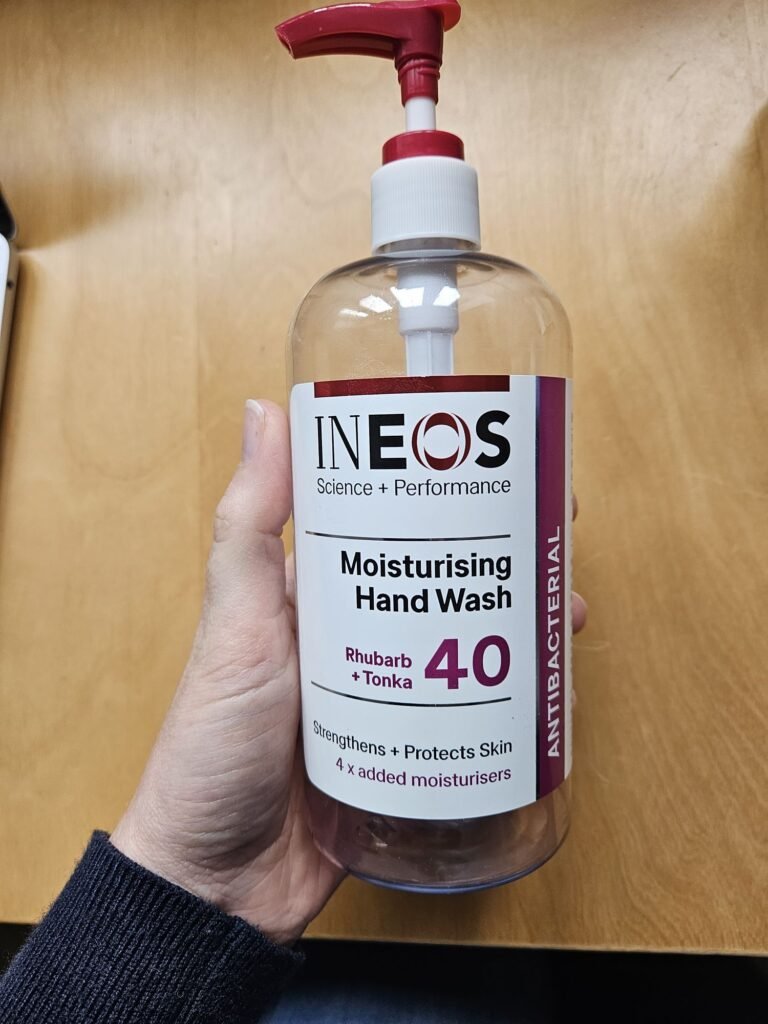 INEOS
Science + Performance
Moisturising
Hand Wash
Rhubarb
+ Tonka
40
Strengthens + Protects Skin
4 x added moisturisers
ANTIBACTERIAL